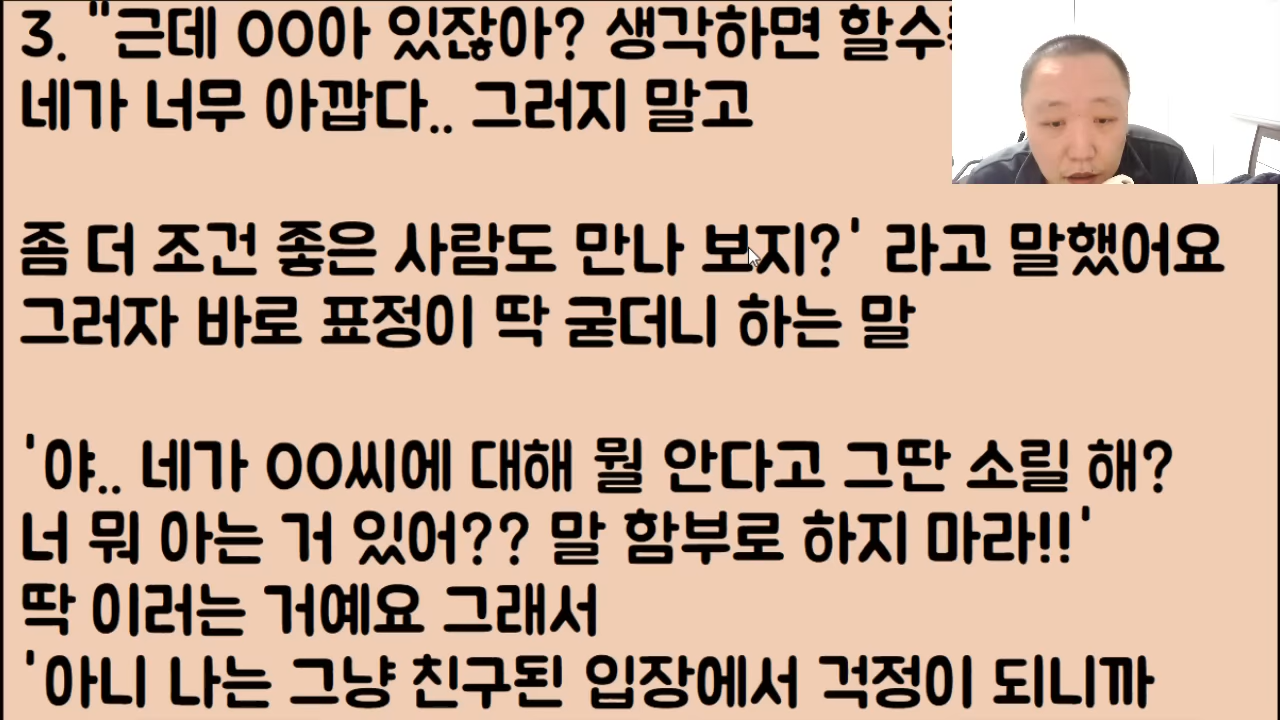 3. "근데 OO아 있잖아? 생각하면
네가 너무 아깝다.. 그러지 말고
좀 더 조건 좋은 사람도 만나 보지?' 라고 말했어요
그러자 바로 표정이 딱 굳더니 하는 말
'야.. 네가 OO씨에 대해 뭘 안다고 그딴 소릴 해?
너 뭐 아는 거 있어?? 말 함부로 하지 마라!!'
딱 이러는 거예요 그래서
'아니 나는 그냥 친구된 입장에서 걱정이 되니까